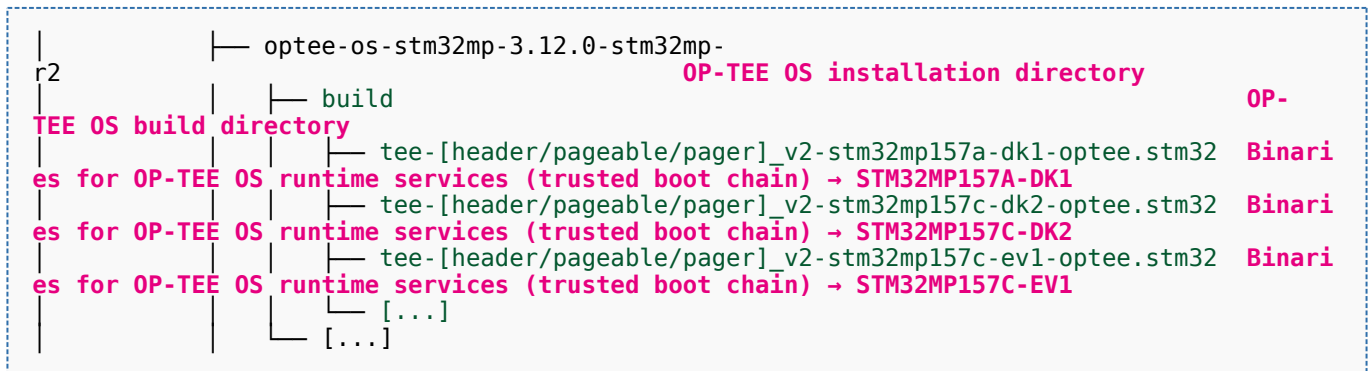 │           ├── optee-os-stm32mp-3.12.0-stm32mp-
r2                                      OP-TEE OS installation directory
│           │   ├── build                                                    OP-
TEE OS build directory
│           │   │   ├── tee-[header/pageable/pager]_v2-stm32mp157a-dk1-optee.stm32  Binari
es for OP-TEE OS runtime services (trusted boot chain) → STM32MP157A-DK1
│           │   │   ├── tee-[header/pageable/pager]_v2-stm32mp157c-dk2-optee.stm32  Binari
es for OP-TEE OS runtime services (trusted boot chain) → STM32MP157C-DK2
│           │   │   ├── tee-[header/pageable/pager]_v2-stm32mp157c-ev1-optee.stm32  Binari
es for OP-TEE OS runtime services (trusted boot chain) → STM32MP157C-EV1
│           │   │   └── [...]
│           │   └── [...]